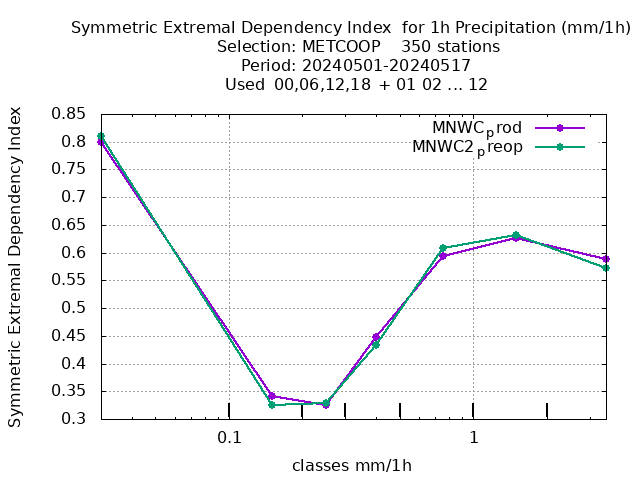 Symmetric Extremal Dependency Index  for 1h Precipitation (mm/1h)
Selection: METCOOP    350 stations
Period: 20240501-20240517
Used  00,06,12,18  + 01 02 ... 12
Symmetric Extremal Dependency Index
0.85
0.8
0.75
0.7
0.65
0.6
0.55
0.5
0.45
0.4
0.35
0.3
MNWCprod
MNWC2preop
0.1
1
classes mm/1h